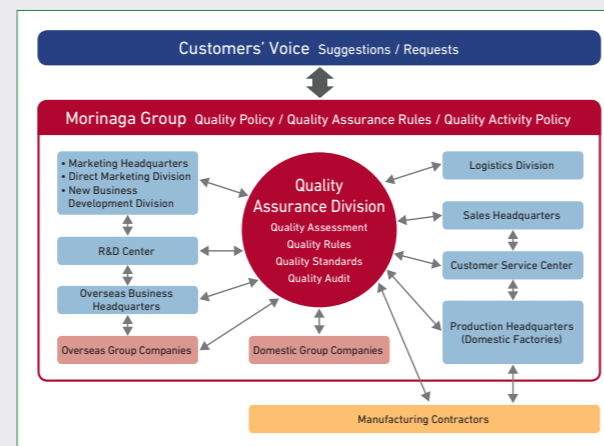 Customers' Voice Suggestions / Requests
Morinaga Group Quality Policy / Quality Assurance Rules / Quality Activity Policy
• Marketing Headquarters
• Direct Marketing Division
• New Business
Development Division
R&D Center
Overseas Business
Headquarters
Overseas Group Companies
Quality
Assurance Division
Quality Assessment
Quality Rules
Quality Standards
Quality Audit
Domestic Group Companies
Logistics Division
Sales Headquarters
Customer Service Center
Production Headquarters
(Domestic Factories)
Manufacturing Contractors